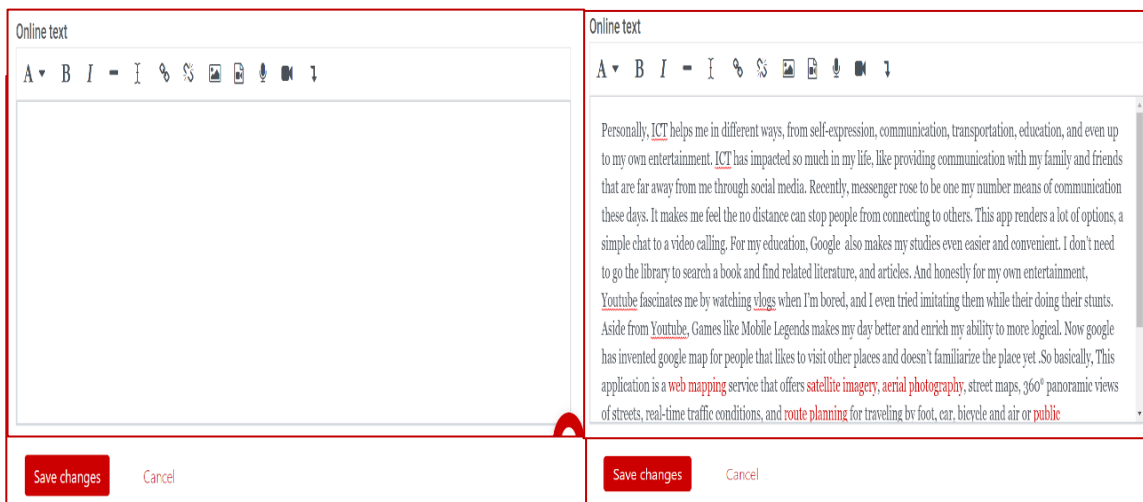 Online text
A B I
Save changes Cancel
Online text
A B I
Personally, ICT helps me in different ways, from self-expression, communication, transportation, education, and even up
to my own entertainment. ICT has impacted so much in my life, like providing communication with my family and friends
that are far away from me through social media. Recently, messenger rose to be one my number means of communication
these days. It makes me feel the no distance can stop people from connecting to others. This app renders a lot of options, a
simple chat to a video calling. For my education, Google also makes my studies even easier and convenient. I don't need
to go the library to search a book and find related literature, and articles. And honestly for my own entertainment,
Youtube fascinates me by watching vlogs when I'm bored, and I even tried imitating them while their doing their stunts.
Aside from Youtube, Games like Mobile Legends makes my day better and enrich my ability to more logical. Now google
has invented google map for people that likes to visit other places and doesn't familiarize the place yet .So basically, This
application is a web mapping service that offers satellite imagery, aerial photography, street maps, 360° panoramic views
of streets, real-time traffic conditions, and route planning for traveling by foot, car, bicycle and air or public
Save changes Cancel